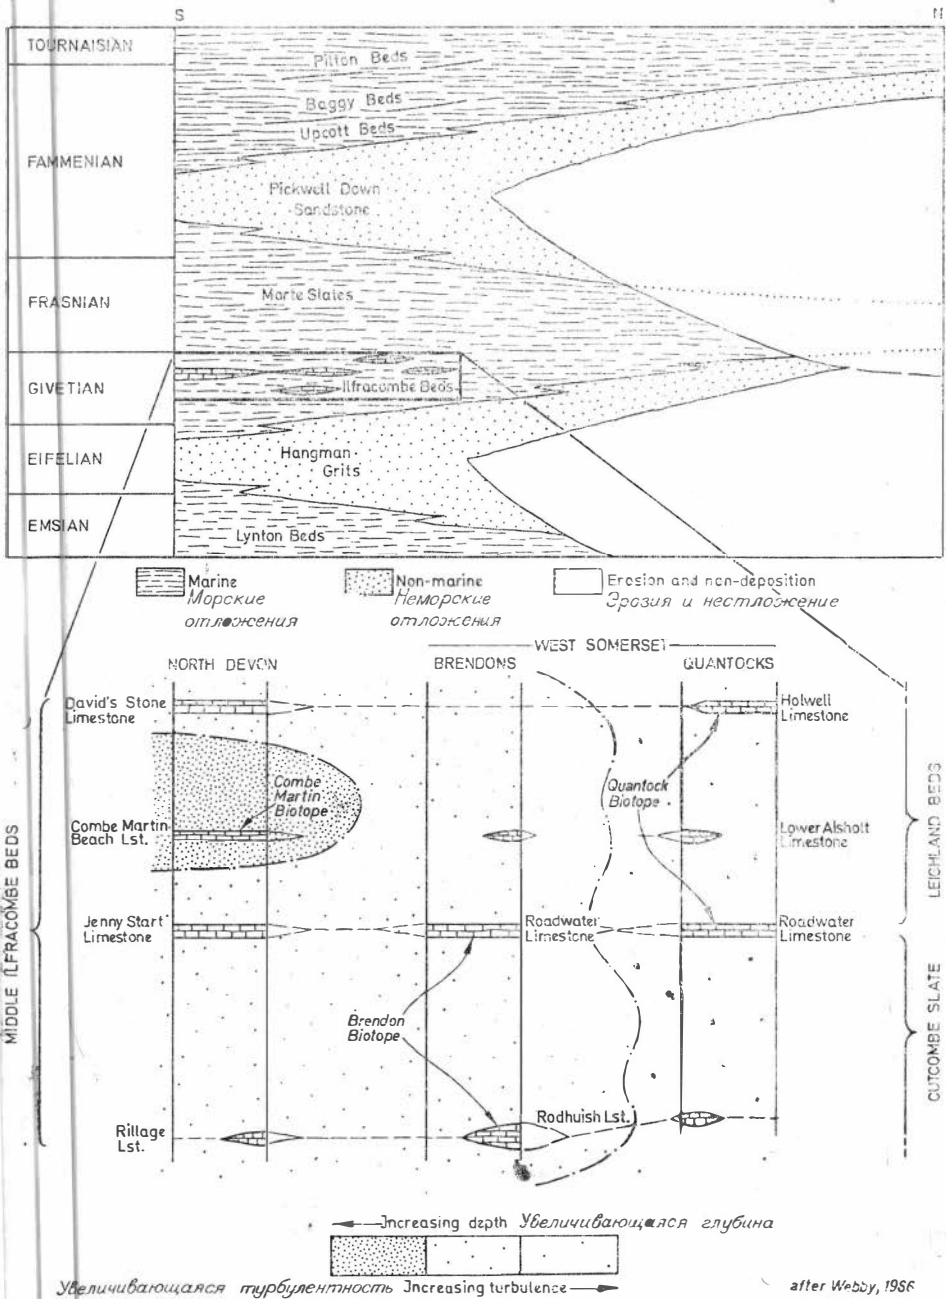 S N
TOURNAISIAN
Pilton Beds
Baggy Beds
Upcott Beds
FAMMENIAN
Pickwell Down
Sandstone
FRASNIAN
Morte Slates
GIVETIAN
Ilfracombe Beds
EIFELIAN
Hangman
Grits
EMSIAN
Lynton Beds
Marine
Морские
отложения
Non-marine
Неморские
отложения
Erosion and non-deposition
Эрозия и нестложение
WEST SOMERSET
NORTH DEVON BRENDONS QUANTOCKS
David's Stone
Limestone
Holwell
Limestone
Combe
Martin
Biotope
Quantock
Biotope
Combe Martin
Beach Lst.
Lower Alsholt
Limestone
Jenny Start
Limestone
Roadwater
Limestone
Roadwater
Limestone
Brendon
Biotope
Rodhuish Lst.
Rillage
Lst.
MIDDLE ILFRACOMBE BEDS
LEIGHLAND BEDS
CUTCOMBE SLATE
Increasing depth Увеличивающаяся глубина
Увеличивающаяся турбулентность Increasing turbulence
after Webby, 1966